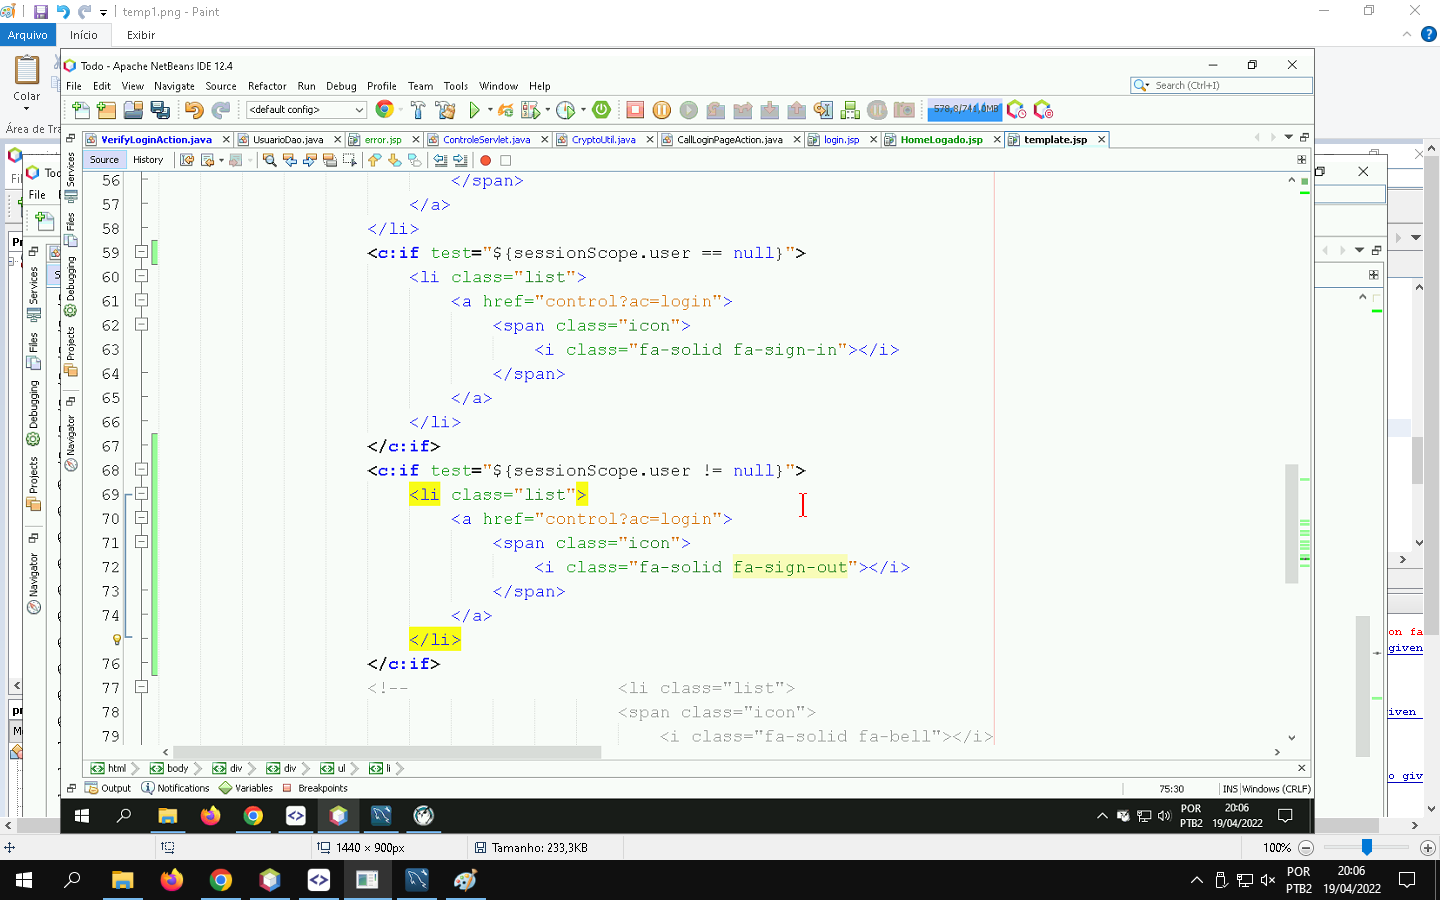 temp1.png - Paint
Arquivo Início Exibir
Colar
Área de Tra
Todo - Apache NetBeans IDE 12.4
File Edit View Navigate Source Refactor Run Debug Profile Team Tools Window Help
Search (Ctrl+I)
<default config>
578,8/744,0MB
VerifyLoginAction.java UsuarioDao.java error.jsp ControleServlet.java CryptoUtil.java CallLoginPageAction.java login.jsp HomeLogado.jsp template.jsp
Source History
56 </span>
57 </a>
58 </li>
59 <c:if test="${sessionScope.user == null}">
60 <li class="list">
61 <a href="control?ac=login">
62 <span class="icon">
63 <i class="fa-solid fa-sign-in"></i>
64 </span>
65 </a>
66 </li>
67 </c:if>
68 <c:if test="${sessionScope.user != null}">
69 <li class="list">
70 <a href="control?ac=login">
71 <span class="icon">
72 <i class="fa-solid fa-sign-out"></i>
73 </span>
74 </a>
</li>
76 </c:if>
77 <!-- <li class="list">
78 <span class="icon">
79 <i class="fa-solid fa-bell"></i>
Services
Files
Debugging
Projects
Navigator
Services
Files
Debugging
Projects
Navigator
Todo
File
on fa
given
iven
o giv
html body div div ul li
Output Notifications Variables Breakpoints
75:30 INS Windows (CRLF)
POR
PTB2
20:06
19/04/2022
1440 × 900px Tamanho: 233,3KB 100%
POR
PTB2
20:06
19/04/2022